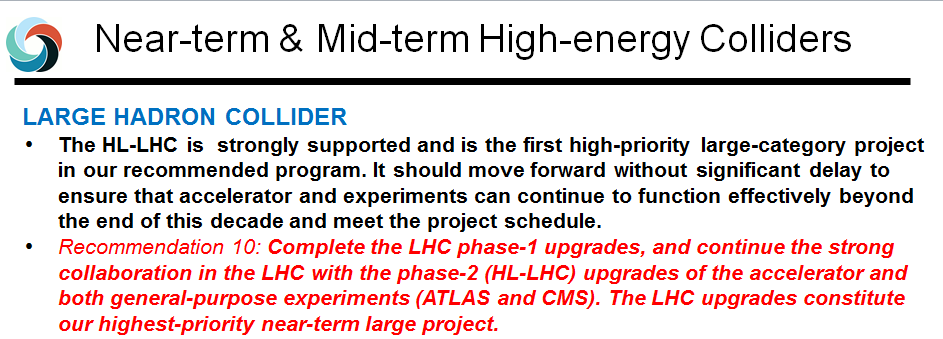 Near-term & Mid-term High-energy Colliders
LARGE HADRON COLLIDER
• The HL-LHC is strongly supported and is the first high-priority large-category project
in our recommended program. It should move forward without significant delay to
ensure that accelerator and experiments can continue to function effectively beyond
the end of this decade and meet the project schedule.
• Recommendation 10: Complete the LHC phase-1 upgrades, and continue the strong
collaboration in the LHC with the phase-2 (HL-LHC) upgrades of the accelerator and
both general-purpose experiments (ATLAS and CMS). The LHC upgrades constitute
our highest-priority near-term large project.